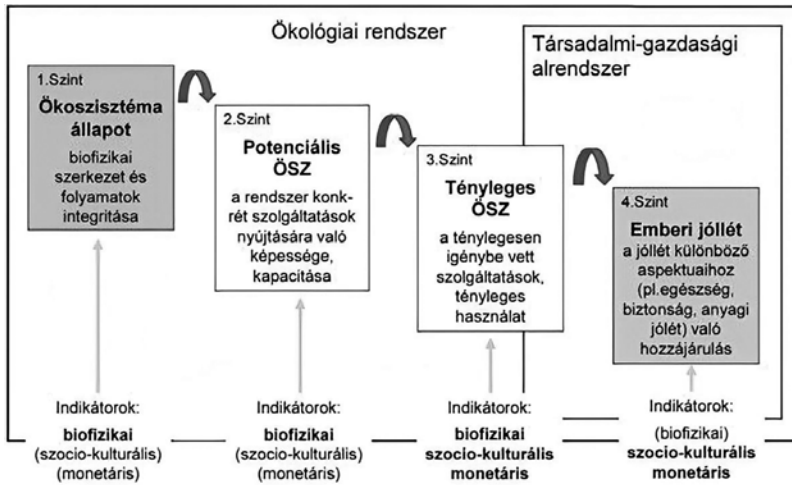 Ökológiai rendszer
Társadalmi-gazdasági
alrendszer
1.Szint
Ökoszisztéma
állapot
biofizikai
szerkezet és
folyamatok
integritása
2.Szint
Potenciális
ÖSZ
a rendszer konk-
rét szolgáltatások
nyújtására való
képessége,
kapacitása
3.Szint
Tényleges
ÖSZ
a ténylegesen
igénybe vett
szolgáltatások,
tényleges
használat
4.Szint
Emberi jóllét
a jóllét különböző
aspektuaihoz
(pl.egészség,
biztonság, anyagi
jólét) való
hozzájárulás
Indikátorok:
biofizikai
(szocio-kulturális)
(monetáris)
Indikátorok:
biofizikai
(szocio-kulturális)
(monetáris)
Indikátorok:
biofizikai
szocio-kulturális
monetáris
Indikátorok:
(biofizikai)
szocio-kulturális
monetáris